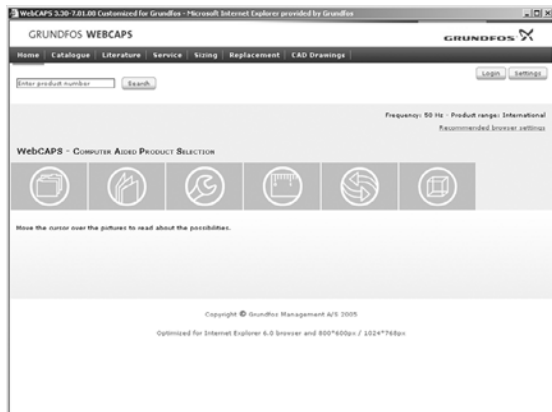 WebCAPS 3.30-7.01.00 Customized for Grundfos - Microsoft Internet Explorer provided by Grundfos
GRUNDFOS WEBCAPS
GRUNDFOS
Home Catalogue Literature Service Sizing Replacement CAD Drawings
Login Settings
Enter product number Search
Frequency: 50 Hz - Product range: International
Recommended browser settings
WebCAPS - COMPUTER AIDED PRODUCT SELECTION
Move the cursor over the pictures to read about the possibilities.
Copyright © Grundfos Management A/S 2005
Optimized for Internet Explorer 6.0 browser and 800*600px / 1024*768px